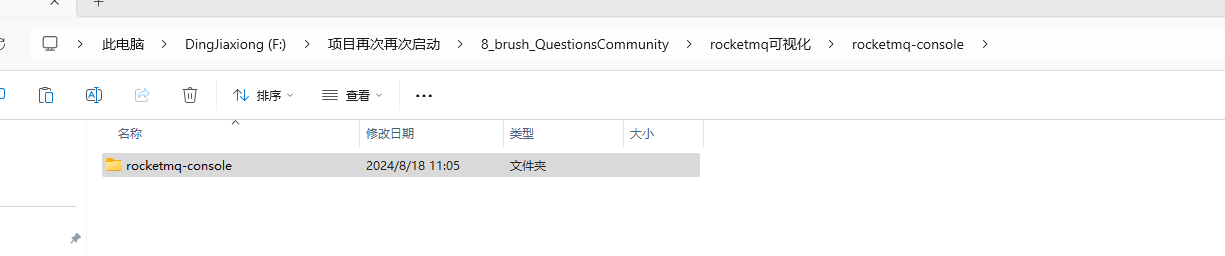 此电脑 DingJiaxiong (F:) 项目再次再次启动 8_brush_QuestionsCommunity rocketmq可视化 rocketmq-console
排序 查看
名称 修改日期 类型 大小
rocketmq-console 2024/8/18 11:05 文件夹